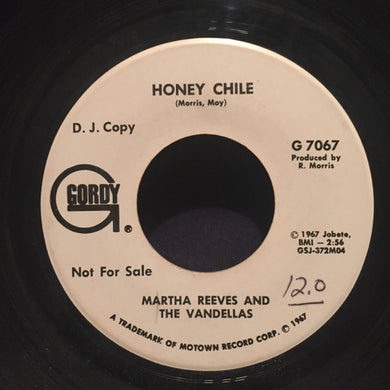 HONEY CHILE
(Morris, Moy)
D. J. Copy
G 7067
Produced by
R. Morris
GORDY
®
© 1967 Jobete,
BMI — 2:56
GSJ-372M04
Not For Sale
12.0
MARTHA REEVES AND
THE VANDELLAS
A TRADEMARK OF MOTOWN RECORD CORP. © 1967